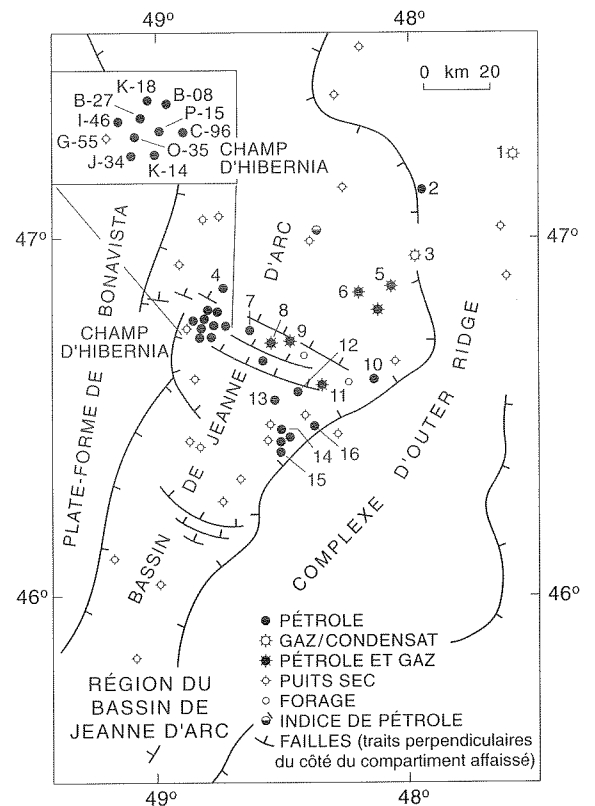 49° 48°
0 km 20
K-18
B-08
B-27
P-15
I-46
C-96
G-55
O-35
J-34
K-14
CHAMP
D'HIBERNIA
1
2
47° 47°
3
4
5
6
7
8
9
10
11
12
13
14
15
16
CHAMP
D'HIBERNIA
PLATE-FORME DE BONAVISTA
BASSIN DE JEANNE D'ARC
COMPLEXE D'OUTER RIDGE
46° 46°
PÉTROLE
GAZ/CONDENSAT
PÉTROLE ET GAZ
PUITS SEC
FORAGE
INDICE DE PÉTROLE
FAILLES (traits perpendiculaires
du côté du compartiment affaissé)
RÉGION DU
BASSIN DE
JEANNE D'ARC
49° 48°